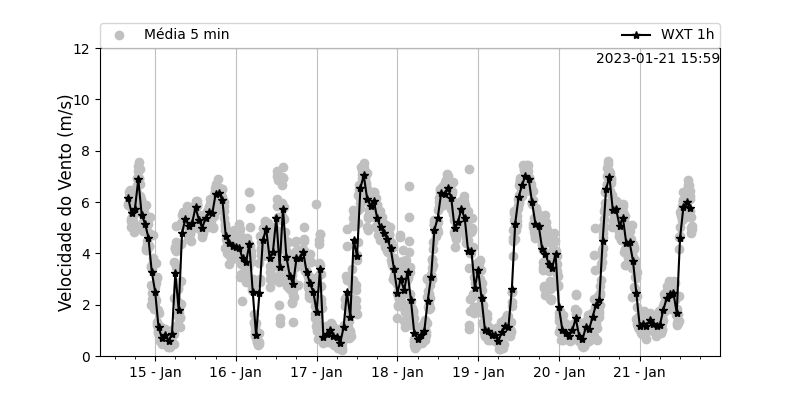 Média 5 min
WXT 1h
2023-01-21 15:59
Velocidade do Vento (m/s)
12
10
8
6
4
2
0
15 - Jan
16 - Jan
17 - Jan
18 - Jan
19 - Jan
20 - Jan
21 - Jan